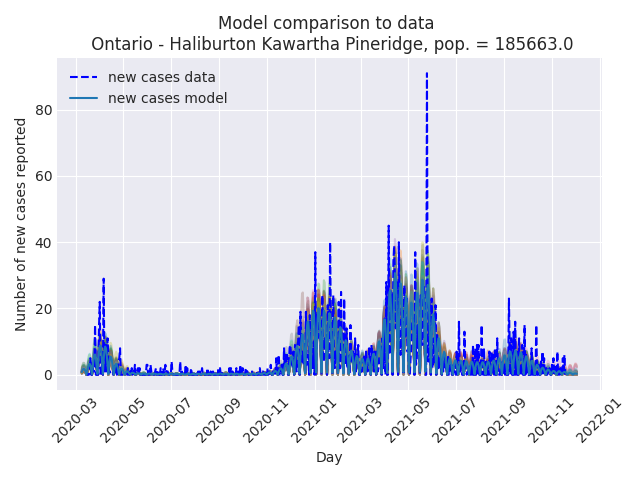 Model comparison to data
Ontario - Haliburton Kawartha Pineridge, pop. = 185663.0
new cases data
new cases model
Number of new cases reported
80
60
40
20
0
2020-03
2020-05
2020-07
2020-09
2020-11
2021-01
2021-03
2021-05
2021-07
2021-09
2021-11
2022-01
Day